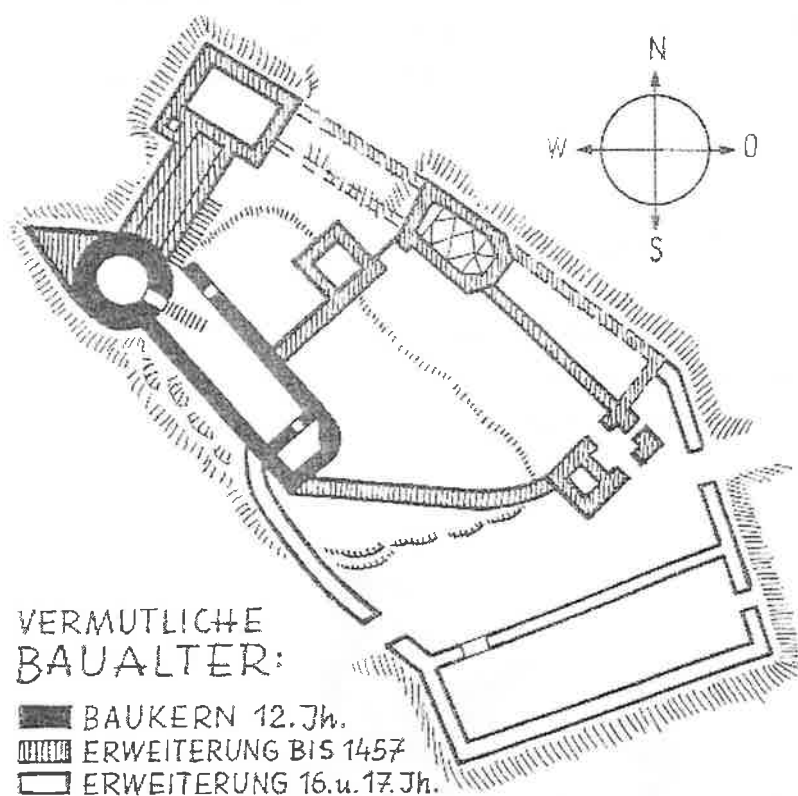 N
W O
S
VERMUTLICHE
BAUALTER:
BAUKERN 12. Jh.
ERWEITERUNG BIS 1457
ERWEITERUNG 16. u. 17. Jh.